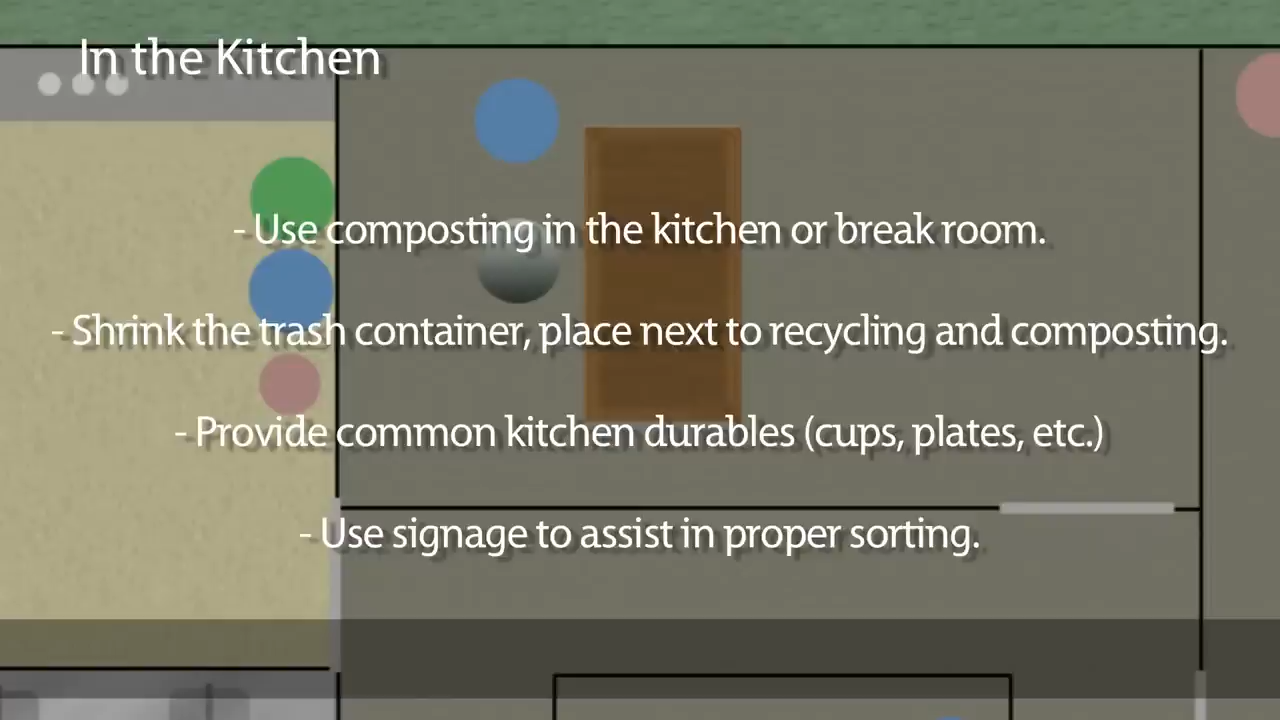 In the Kitchen
- Use composting in the kitchen or break room.
- Shrink the trash container, place next to recycling and composting.
- Provide common kitchen durables (cups, plates, etc.)
- Use signage to assist in proper sorting.